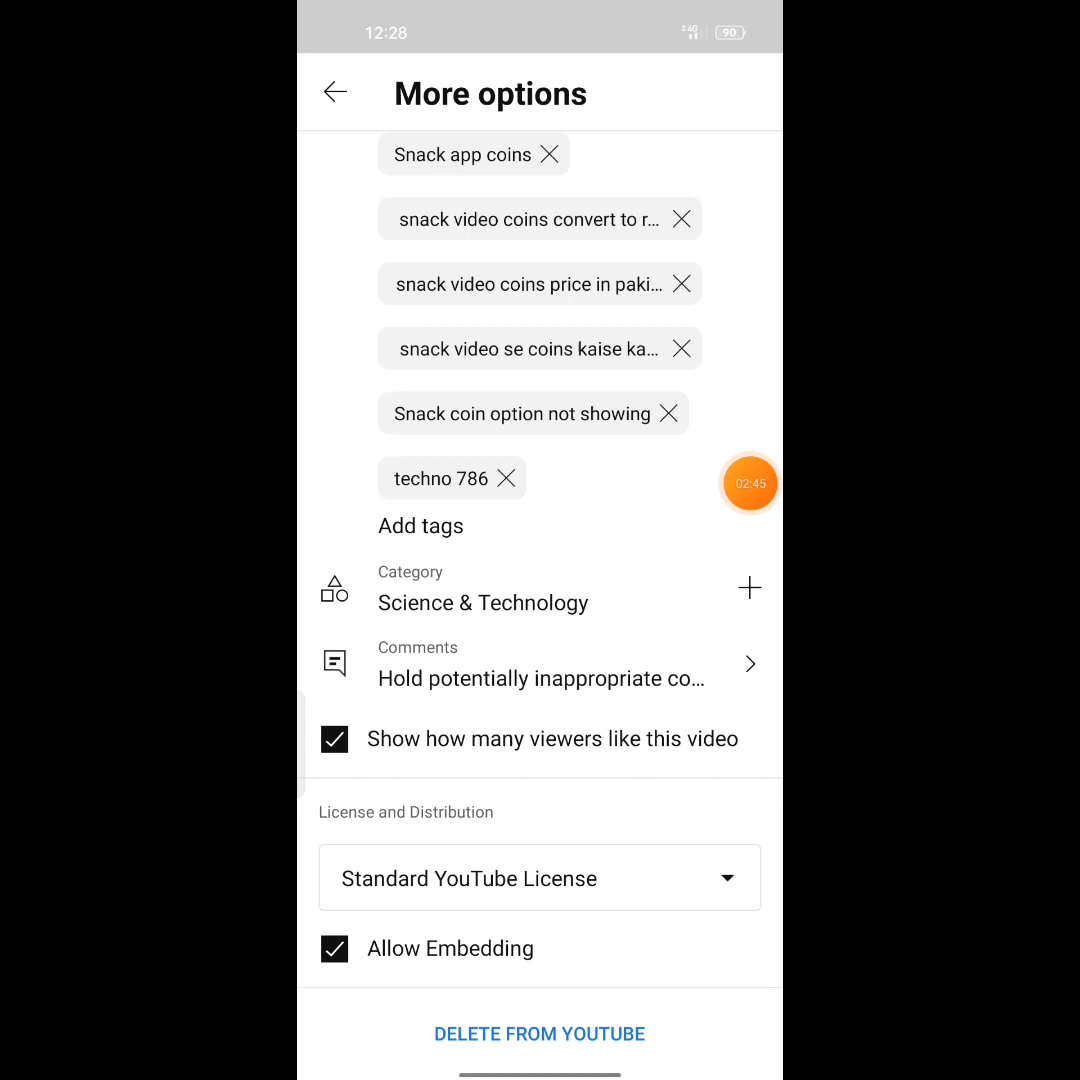 12:28
4G
90
More options
Snack app coins
snack video coins convert to r...
snack video coins price in paki...
snack video se coins kaise ka...
Snack coin option not showing
techno 786
02:45
Add tags
Category
Science & Technology
Comments
Hold potentially inappropriate co...
Show how many viewers like this video
License and Distribution
Standard YouTube License
Allow Embedding
DELETE FROM YOUTUBE